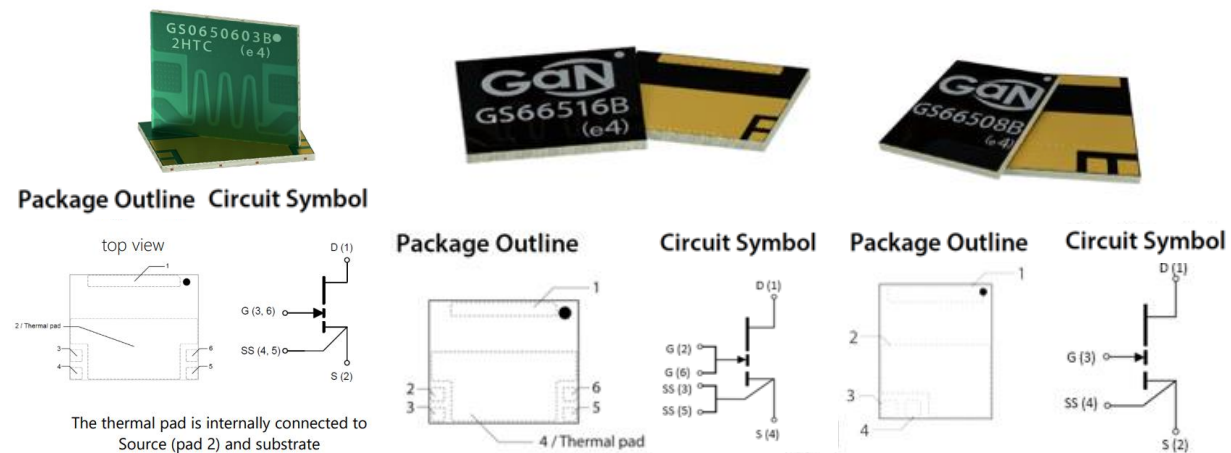 GS0650603B
2HTC (e4)
GaN
GS66516B
(e4)
GaN
GS66508B
(e4)
Package Outline Circuit Symbol
top view
1
2 / Thermal pad
3
4
6
5
D (1)
G (3, 6)
SS (4, 5)
S (2)
The thermal pad is internally connected to
Source (pad 2) and substrate
Package Outline Circuit Symbol
1
2
3
6
5
4 / Thermal pad
D (1)
G (2)
G (6)
SS (3)
SS (5)
S (4)
Package Outline Circuit Symbol
1
2
3
4
D (1)
G (3)
SS (4)
S (2)